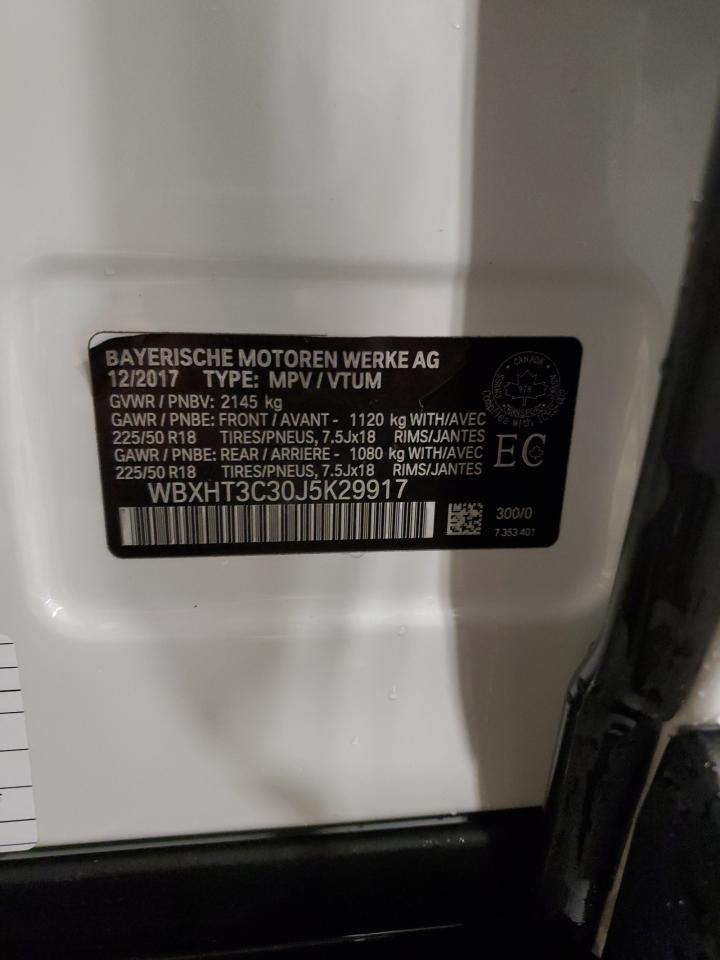 BAYERISCHE MOTOREN WERKE AG
12/2017 TYPE: MPV / VTUM
GVWR / PNBV: 2145 kg
GAWR / PNBE: FRONT / AVANT - 1120 kg WITH/AVEC
225/50 R18 TIRES/PNEUS, 7.5Jx18 RIMS/JANTES
GAWR / PNBE: REAR / ARRIERE - 1080 kg WITH/AVEC
225/50 R18 TIRES/PNEUS, 7.5Jx18 RIMS/JANTES
WBXHT3C30J5K29917
CANADA
978
TRANSPORT
EC
300/0
7 353 401